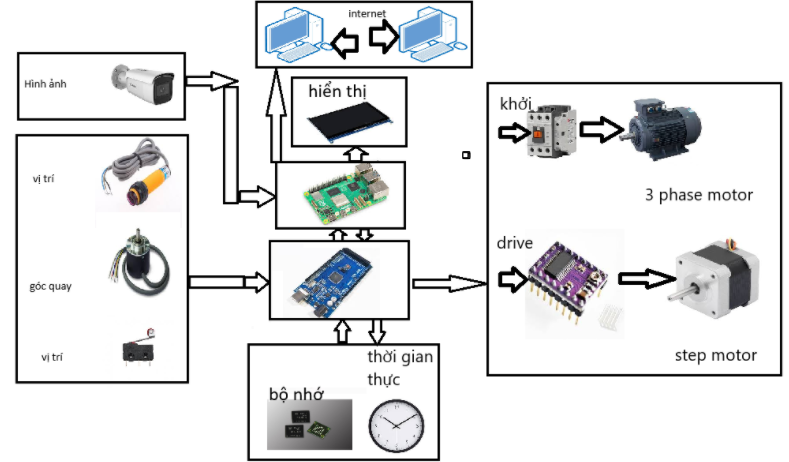 internet
Hình ảnh
hiển thị
khởi
vị trí
3 phase motor
drive
góc quay
vị trí
step motor
thời gian
thực
bộ nhớ